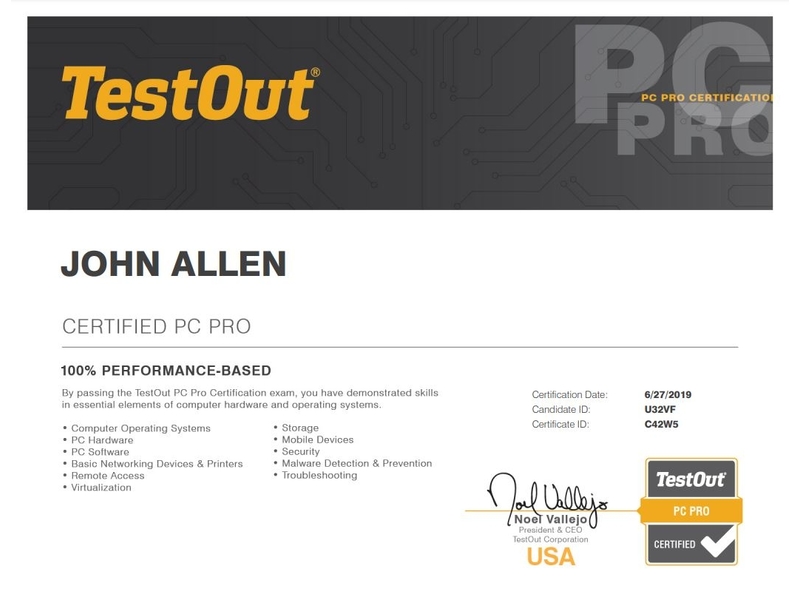 TestOut®
PC
PC PRO CERTIFICATIO
PRO
JOHN ALLEN
CERTIFIED PC PRO
100% PERFORMANCE-BASED
By passing the TestOut PC Pro Certification exam, you have demonstrated skills
in essential elements of computer hardware and operating systems.
• Computer Operating Systems
• PC Hardware
• PC Software
• Basic Networking Devices & Printers
• Remote Access
• Virtualization
• Storage
• Mobile Devices
• Security
• Malware Detection & Prevention
• Troubleshooting
Certification Date: 6/27/2019
Candidate ID: U32VF
Certificate ID: C42W5
Noel Vallejo
Noel Vallejo
President & CEO
TestOut Corporation
USA
TestOut
PC PRO
CERTIFIED